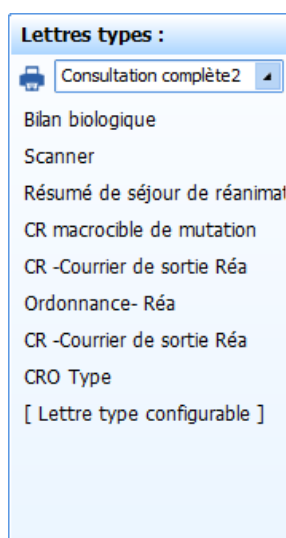 Lettres types :
Consultation complète2
Bilan biologique
Scanner
Résumé de séjour de réanimat
CR macrocible de mutation
CR -Courrier de sortie Réa
Ordonnance- Réa
CR -Courrier de sortie Réa
CRO Type
[ Lettre type configurable ]